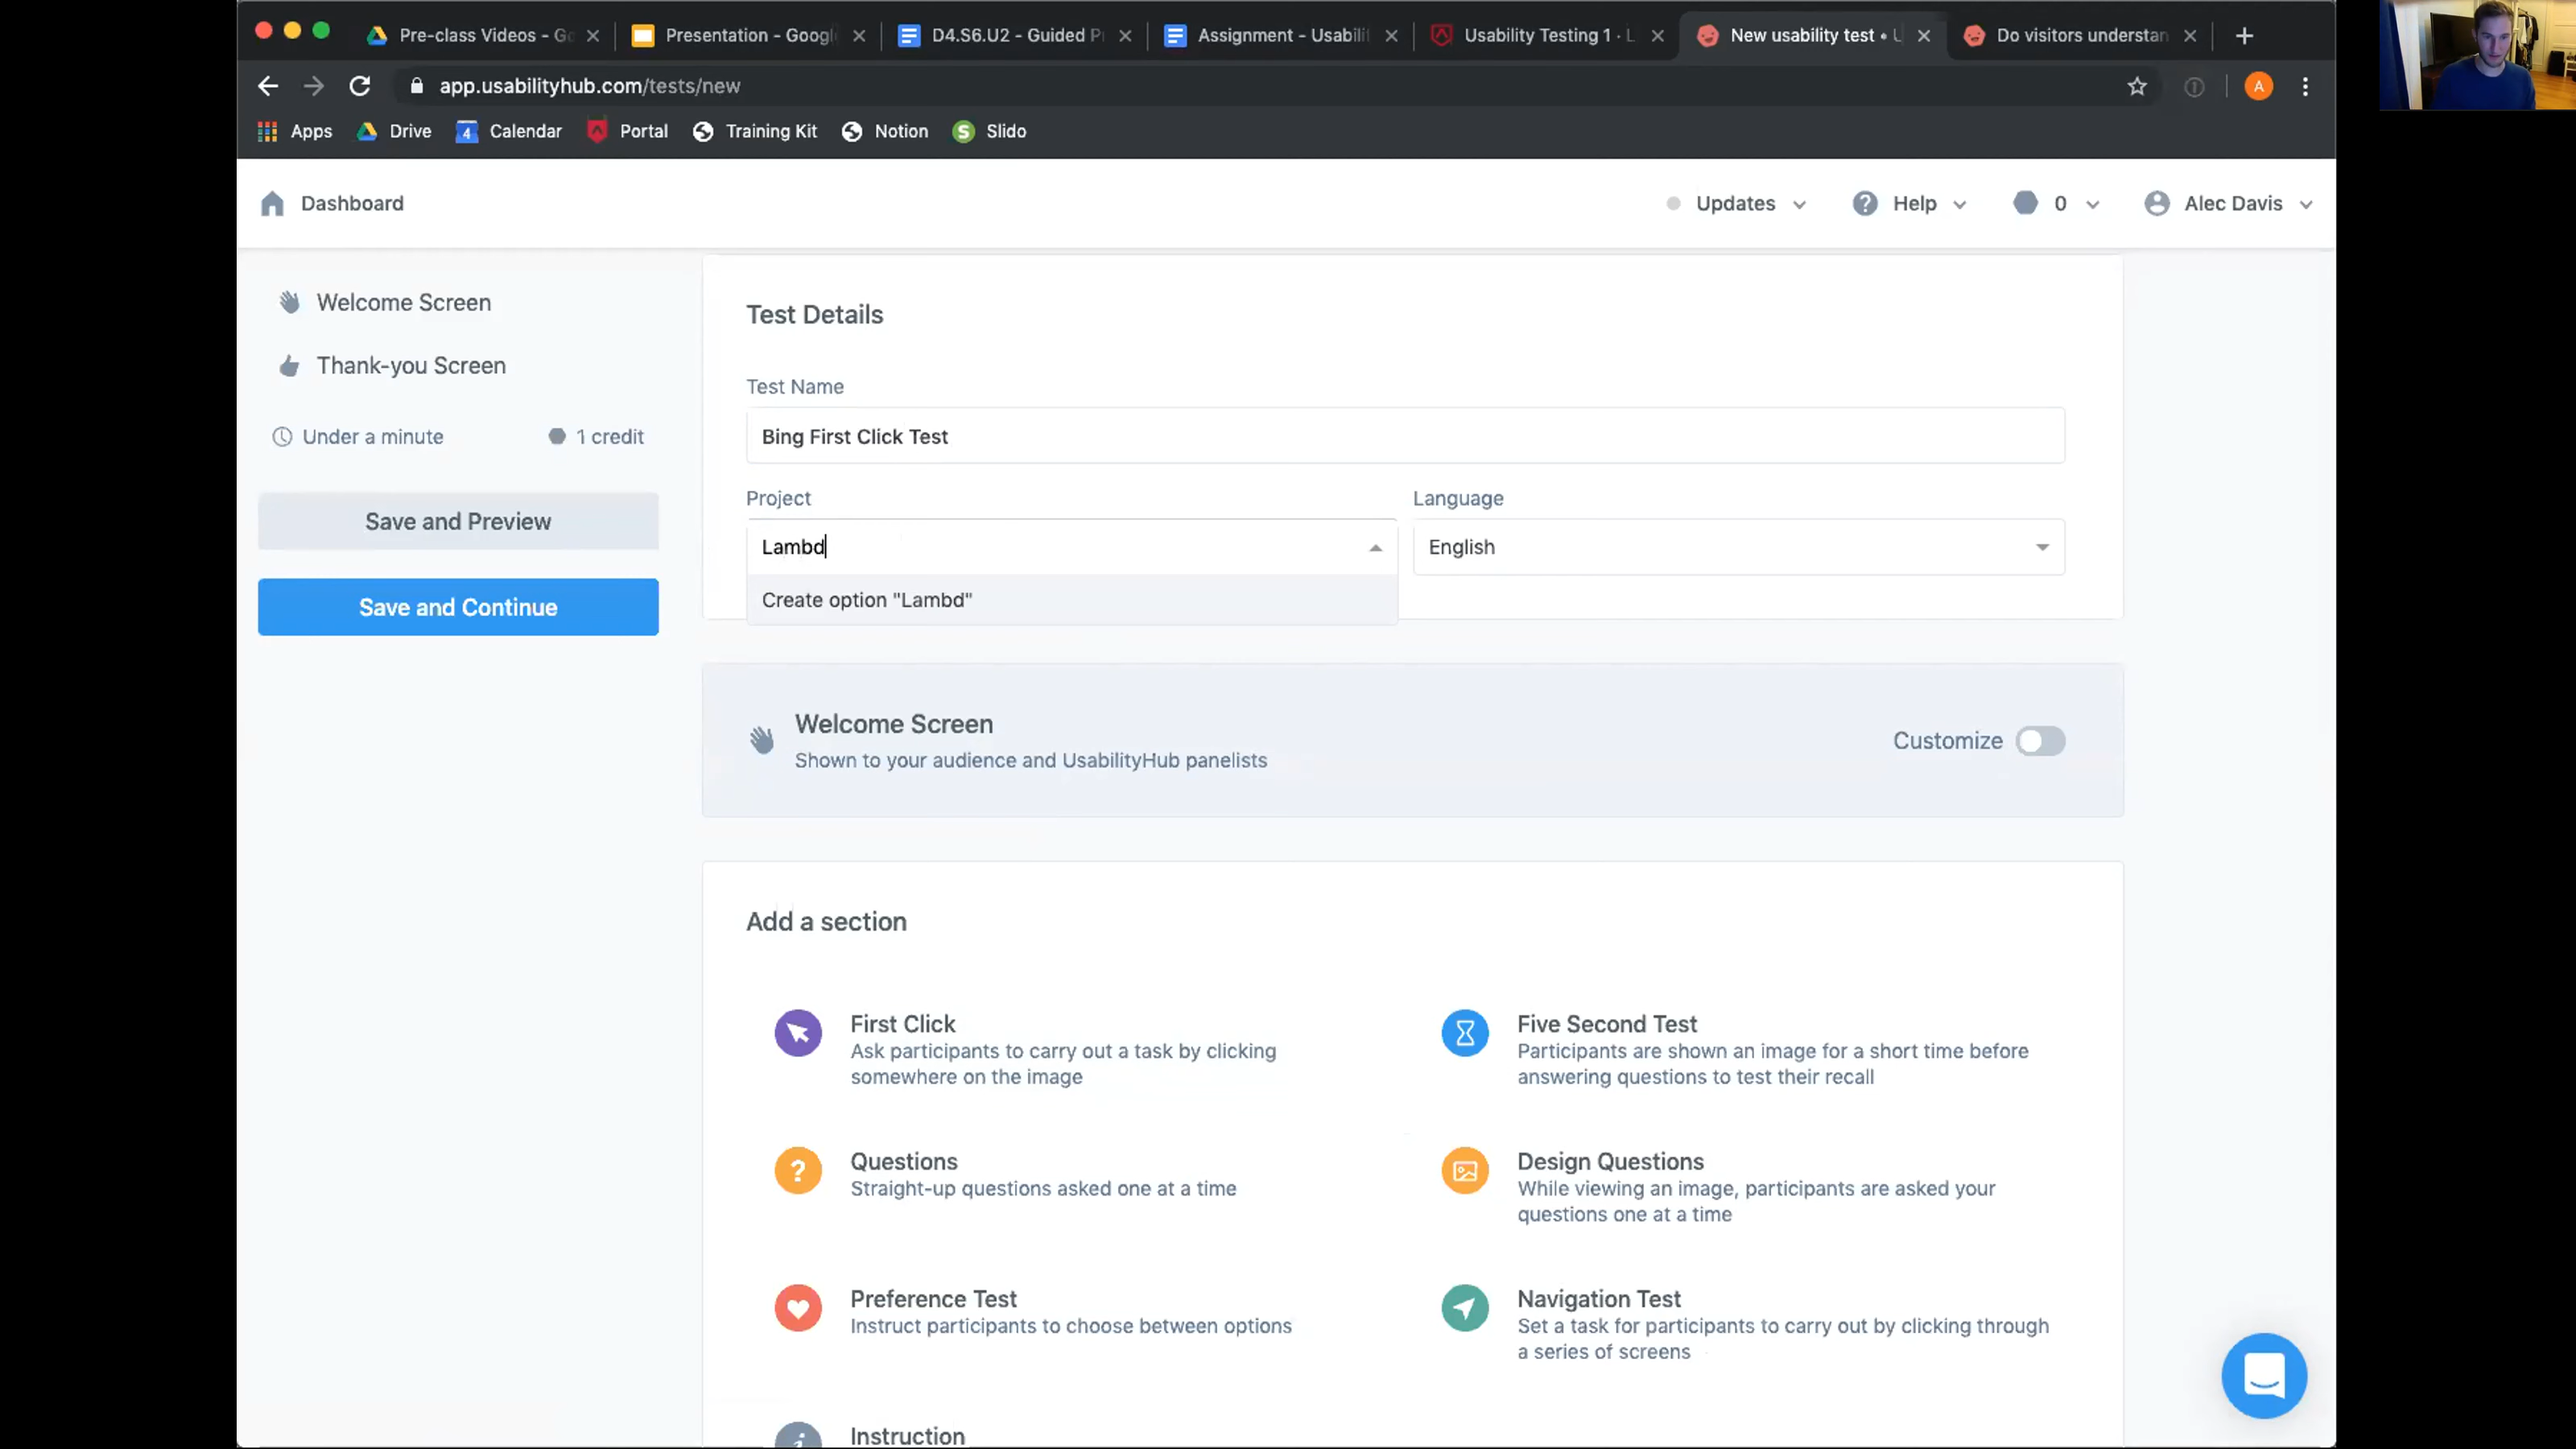 Pre-class Videos - Go
Presentation - Google
D4.S6.U2 - Guided Pr
Assignment - Usabilit
Usability Testing 1 · L
New usability test • U
Do visitors understan
app.usabilityhub.com/tests/new
A
Apps
Drive
4
Calendar
Portal
Training Kit
Notion
S
Slido
Dashboard
Updates
? Help
0
Alec Davis
Welcome Screen
Thank-you Screen
Under a minute
1 credit
Save and Preview
Save and Continue
Test Details
Test Name
Bing First Click Test
Project
Language
Lambd
English
Create option "Lambd"
Welcome Screen
Shown to your audience and UsabilityHub panelists
Customize
Add a section
First Click
Ask participants to carry out a task by clicking
somewhere on the image
Five Second Test
Participants are shown an image for a short time before
answering questions to test their recall
?
Questions
Straight-up questions asked one at a time
Design Questions
While viewing an image, participants are asked your
questions one at a time
Preference Test
Instruct participants to choose between options
Navigation Test
Set a task for participants to carry out by clicking through
a series of screens
i
Instruction